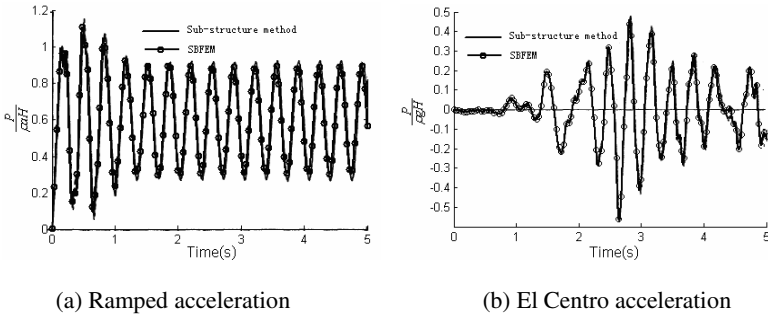 1.2
Sub-structure method
SBFEM
1
0.8
0.6
0.4
0.2
0
P
ρüH
0 1 2 3 4 5
Time(s)
(a) Ramped acceleration
0.5
0.4
0.3
0.2
0.1
0
-0.1
-0.2
-0.3
-0.4
-0.5
Sub-structure method
SBFEM
P
ρgH
0 1 2 3 4 5
Time(s)
(b) El Centro acceleration